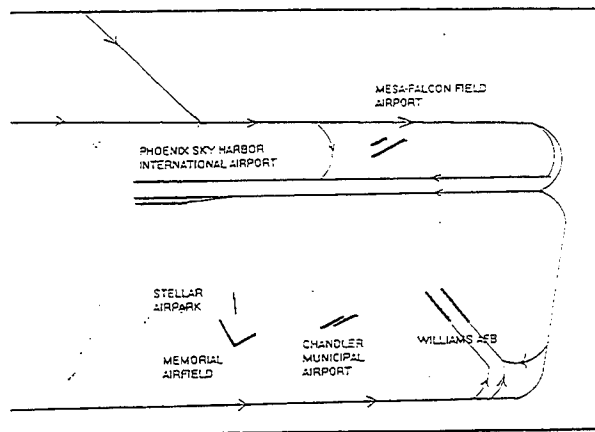 MESA-FALCON FIELD
AIRPORT
PHOENIX SKY HARBOR
INTERNATIONAL AIRPORT
STELLAR
AIRPARK
MEMORIAL
AIRFIELD
CHANDLER
MUNICIPAL
AIRPORT
WILLIAMS AFB